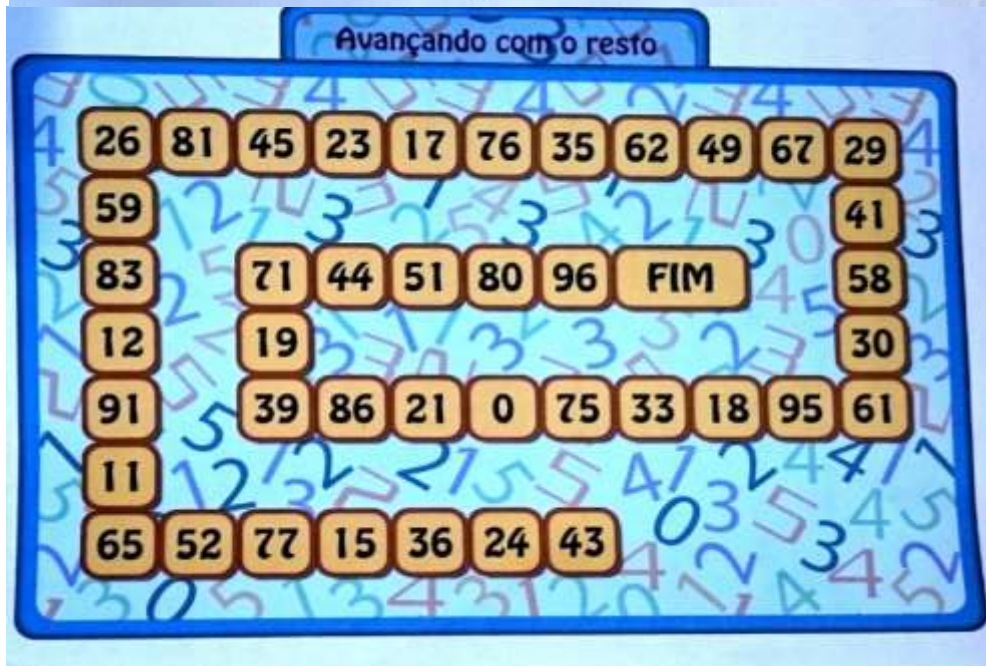 Avançando com o resto
26 81 45 23 17 76 35 62 49 67 29
59 41
83 71 44 51 80 96 FIM 58
12 19 30
91 39 86 21 0 75 33 18 95 61
11
65 52 77 15 36 24 43